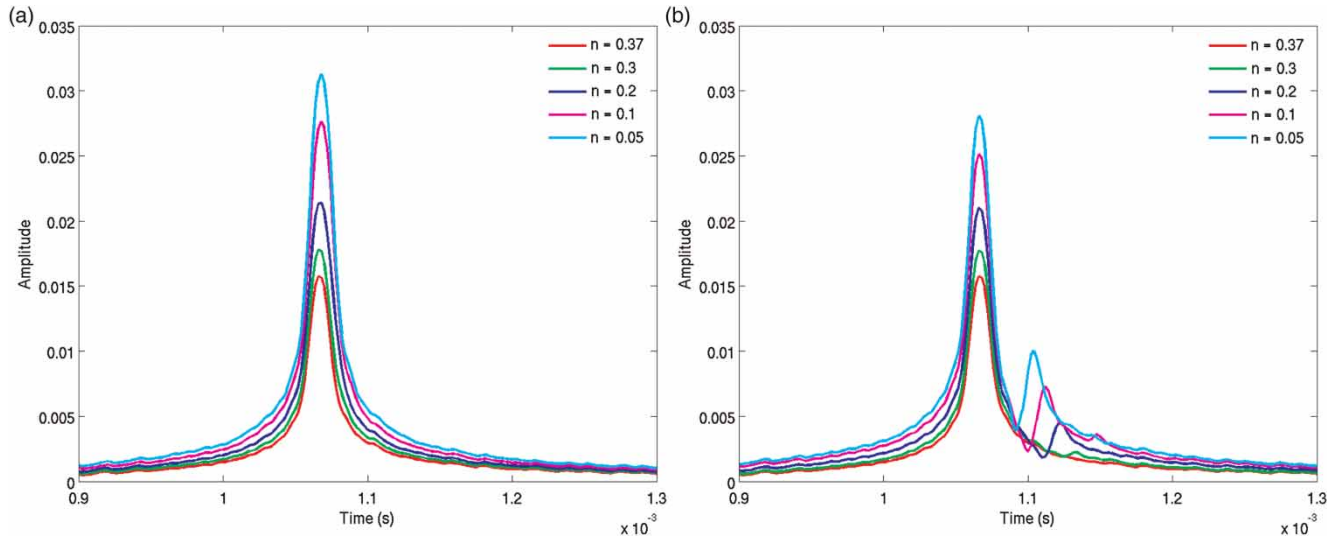 (a)
0.035
0.03
0.025
0.02
0.015
0.01
0.005
0
Amplitude
n = 0.37
n = 0.3
n = 0.2
n = 0.1
n = 0.05
0.9
1
1.1
1.2
1.3
Time (s)
x 10⁻³
(b)
0.035
0.03
0.025
0.02
0.015
0.01
0.005
0
Amplitude
n = 0.37
n = 0.3
n = 0.2
n = 0.1
n = 0.05
0.9
1
1.1
1.2
1.3
Time (s)
x 10⁻³